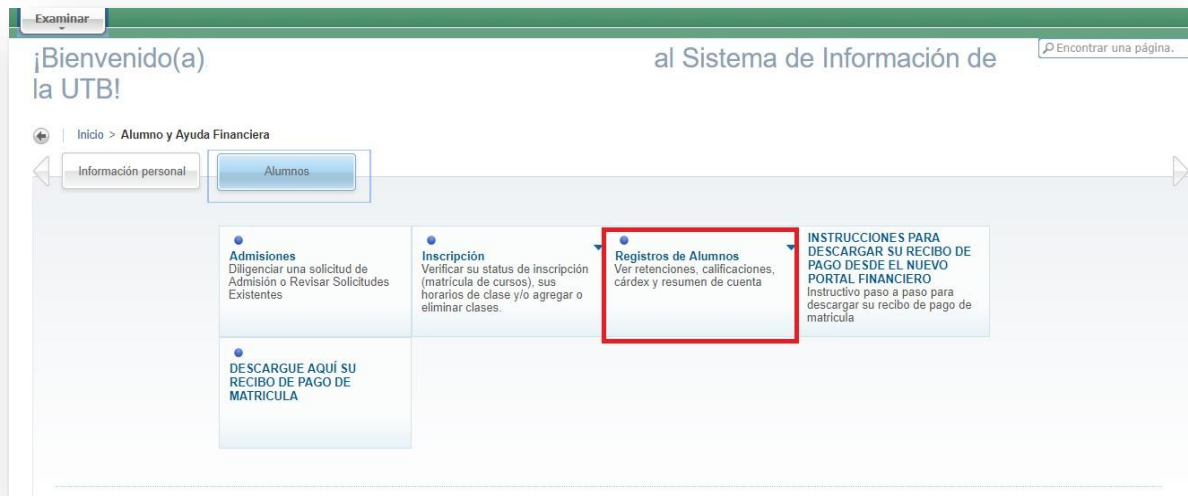 Examinar
¡Bienvenido(a) al Sistema de Información de
la UTB!
Encontrar una página.
Inicio > Alumno y Ayuda Financiera
Información personal
Alumnos
Admisiones
Diligenciar una solicitud de
Admisión o Revisar Solicitudes
Existentes
Inscripción
Verificar su status de inscripción
(matrícula de cursos), sus
horarios de clase y/o agregar o
eliminar clases.
Registros de Alumnos
Ver retenciones, calificaciones,
cárdex y resumen de cuenta
INSTRUCCIONES PARA
DESCARGAR SU RECIBO DE
PAGO DESDE EL NUEVO
PORTAL FINANCIERO
Instructivo paso a paso para
descargar su recibo de pago de
matricula
DESCARGUE AQUÍ SU
RECIBO DE PAGO DE
MATRICULA